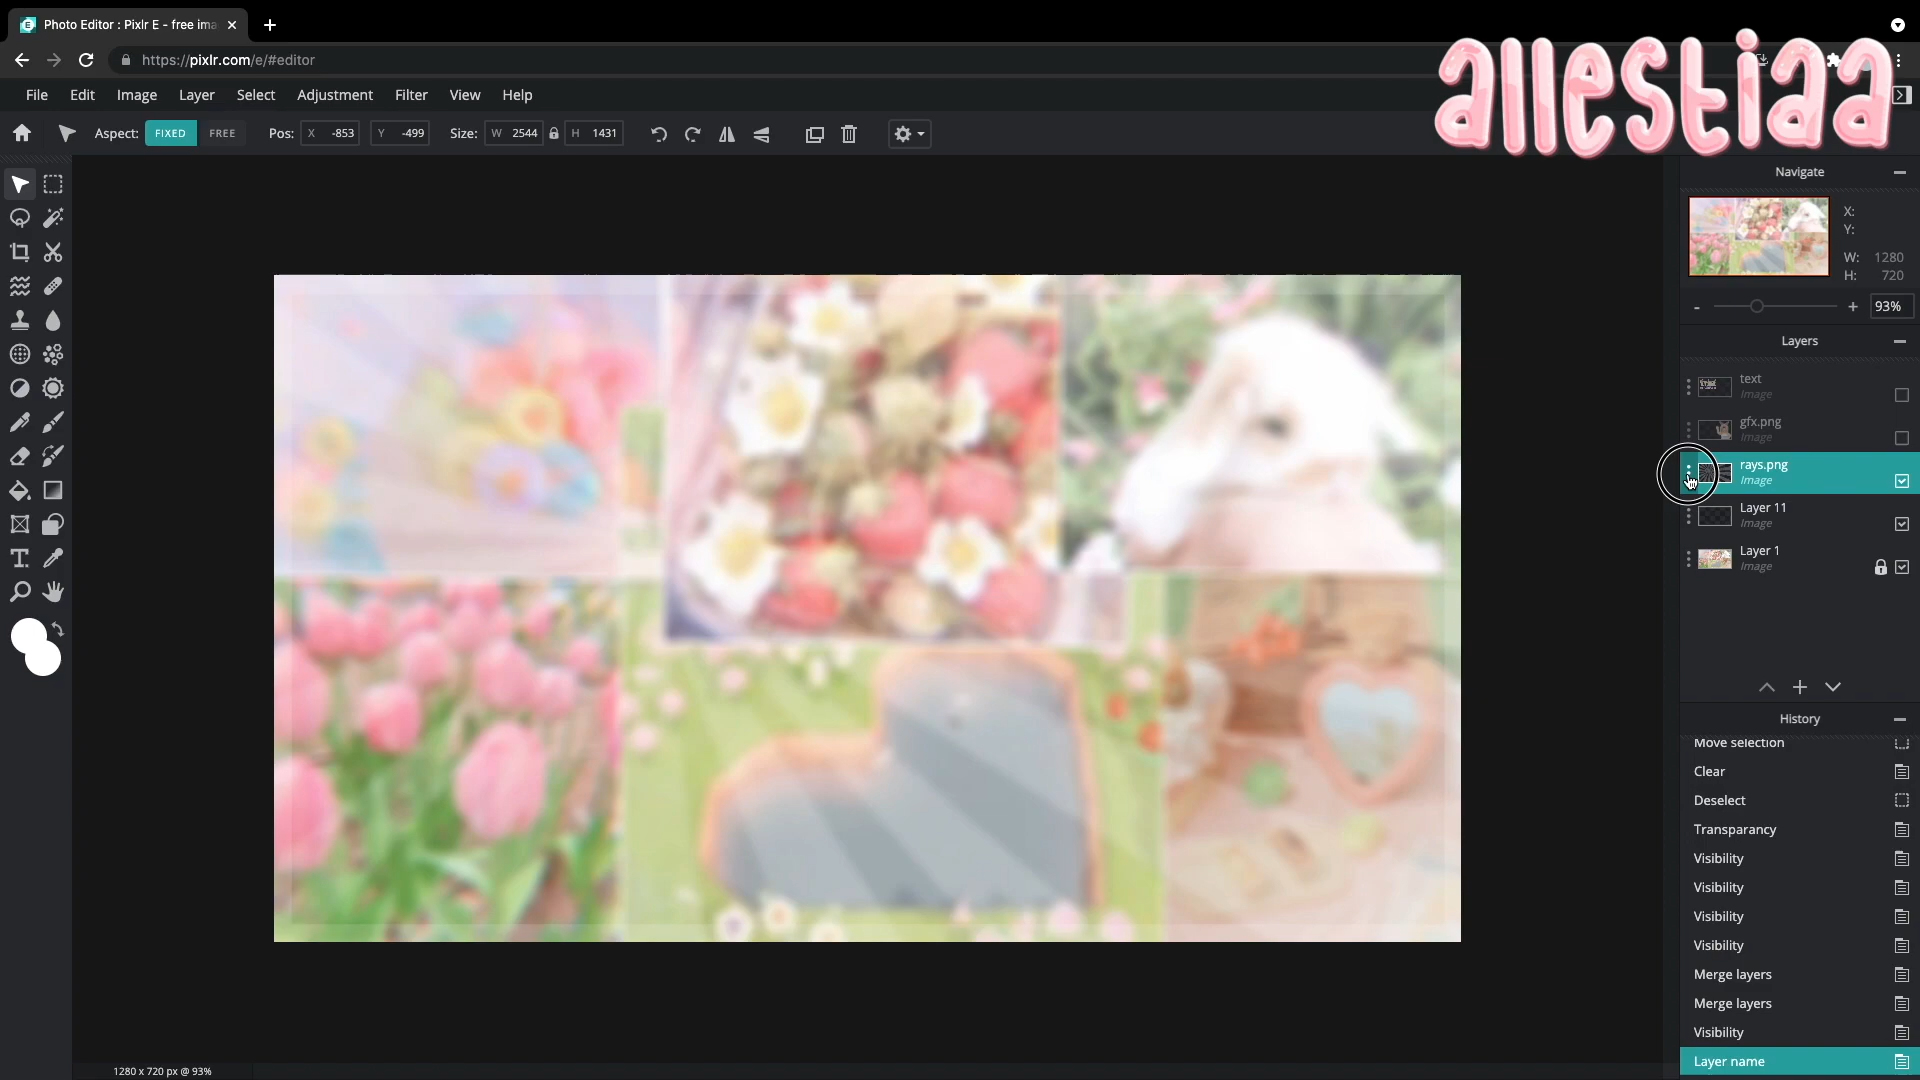 Photo Editor : Pixlr E - free ima
https://pixlr.com/e/#editor
allestiaa
File Edit Image Layer Select Adjustment Filter View Help
Aspect: FIXED FREE Pos: X -853 Y -499 Size: W 2544 H 1431
Navigate
X:
Y:
W: 1280
H: 720
- + 93%
Layers
text
Image
gfx.png
Image
rays.png
Image
Layer 11
Image
Layer 1
Image
History
Move selection
Clear
Deselect
Transparancy
Visibility
Visibility
Visibility
Visibility
Merge layers
Merge layers
Visibility
Layer name
1280 x 720 px @ 93%